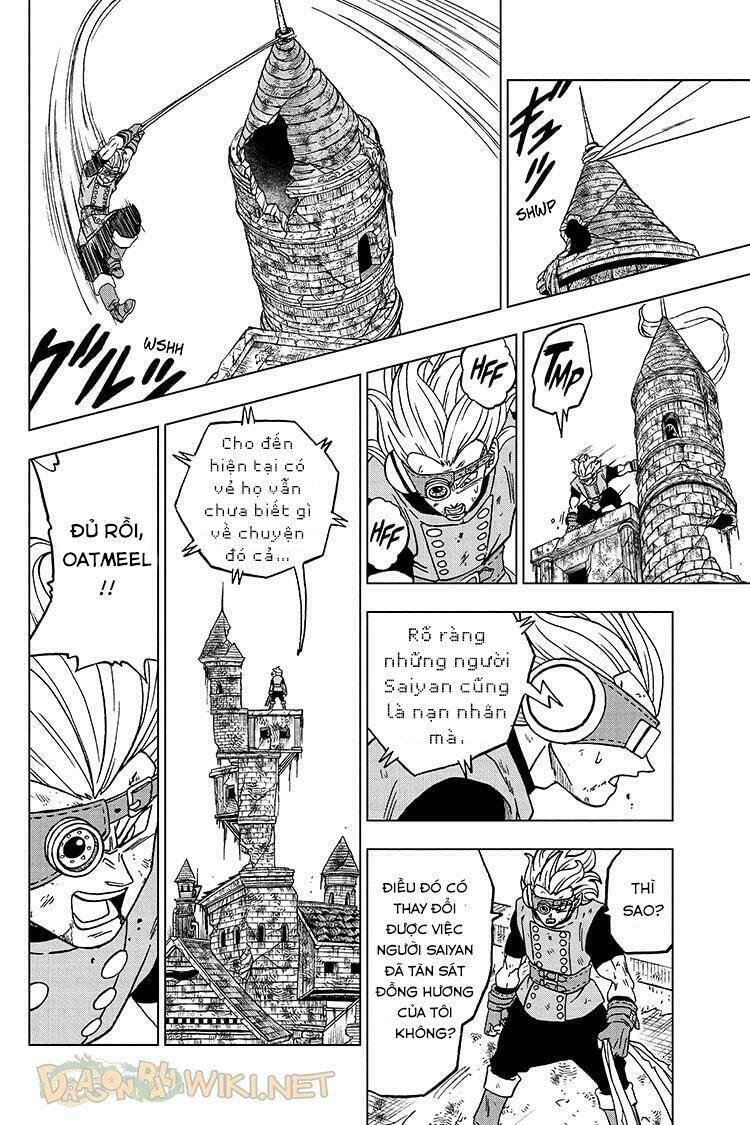 ギュッ
SHWP
グルッ
WSHH
TMP
HFF
HFF
Rõ ràng
những người
Saiyan cũng
là nạn nhân
mà.
Cho đến
hiện tại có
vẻ họ vẫn
chưa biết gì
về chuyện
đó cả...
ĐỦ RỒI,
OATMEEL
!!
THÌ
SAO?
ĐIỀU ĐÓ CÓ
THAY ĐỔI
ĐƯỢC VIỆC
NGƯỜI SAIYAN
ĐÃ TÀN SÁT
ĐỒNG HƯƠNG
CỦA TÔI
KHÔNG?
DRAGON BALL WIKI.NET